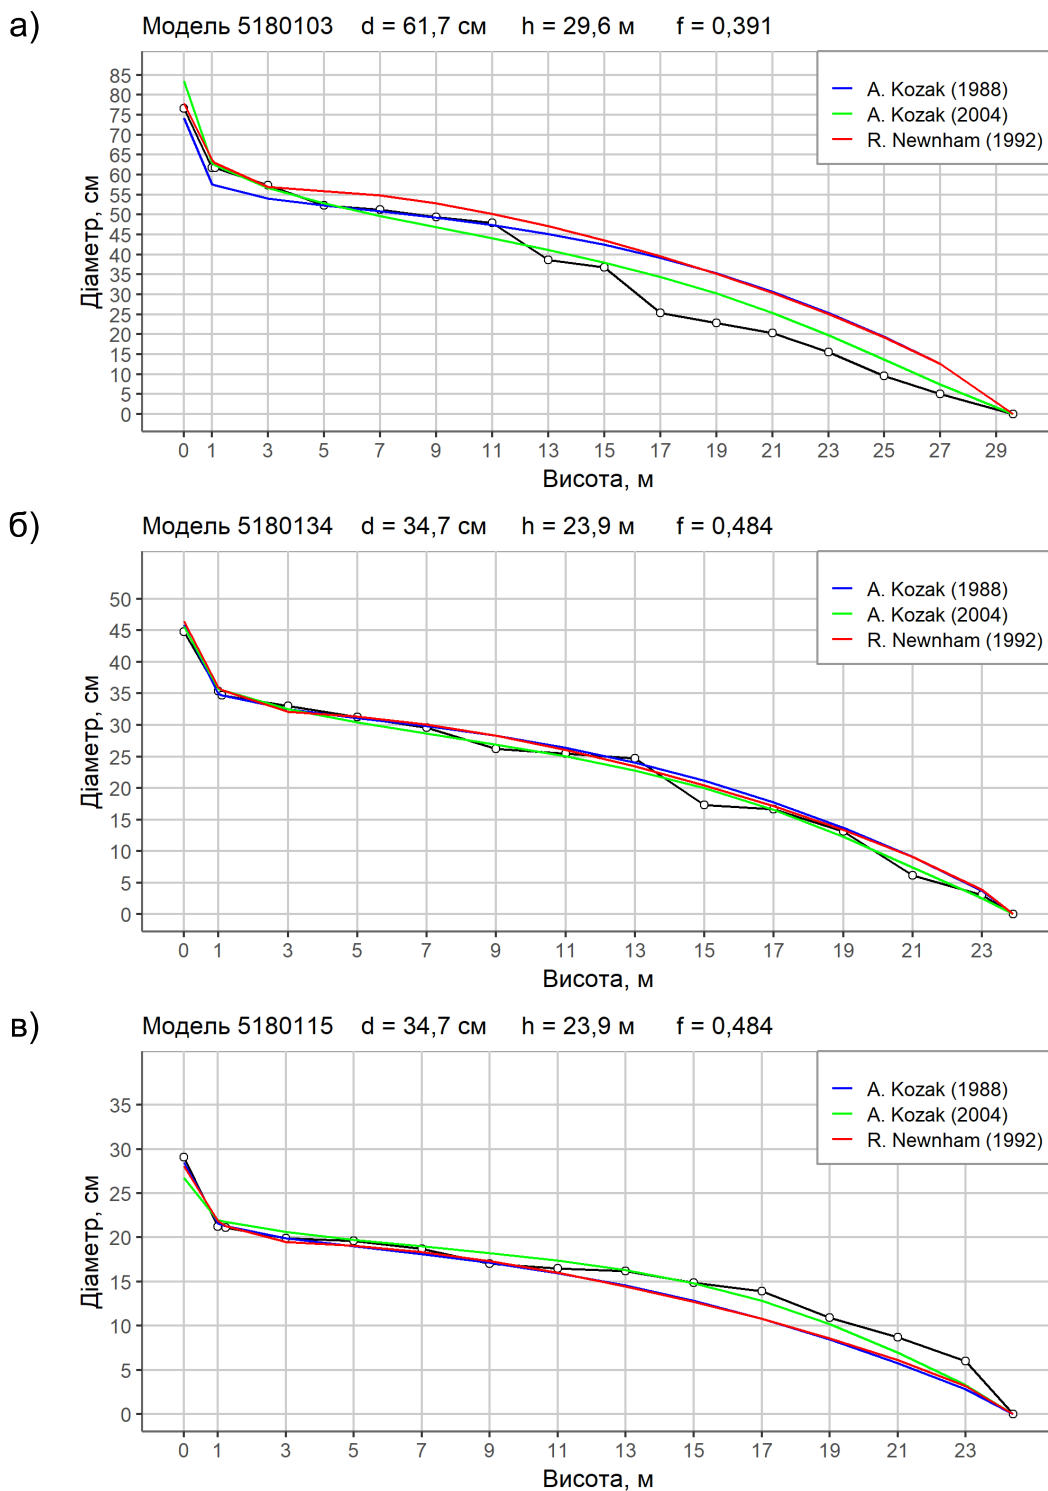 а)
Модель 5180103 d = 61,7 см h = 29,6 м f = 0,391
A. Kozak (1988)
A. Kozak (2004)
R. Newnham (1992)
Діаметр, см
85
80
75
70
65
60
55
50
45
40
35
30
25
20
15
10
5
0
0 1 3 5 7 9 11 13 15 17 19 21 23 25 27 29
Висота, м
б)
Модель 5180134 d = 34,7 см h = 23,9 м f = 0,484
A. Kozak (1988)
A. Kozak (2004)
R. Newnham (1992)
Діаметр, см
50
45
40
35
30
25
20
15
10
5
0
0 1 3 5 7 9 11 13 15 17 19 21 23
Висота, м
в)
Модель 5180115 d = 34,7 см h = 23,9 м f = 0,484
A. Kozak (1988)
A. Kozak (2004)
R. Newnham (1992)
Діаметр, см
35
30
25
20
15
10
5
0
0 1 3 5 7 9 11 13 15 17 19 21 23
Висота, м